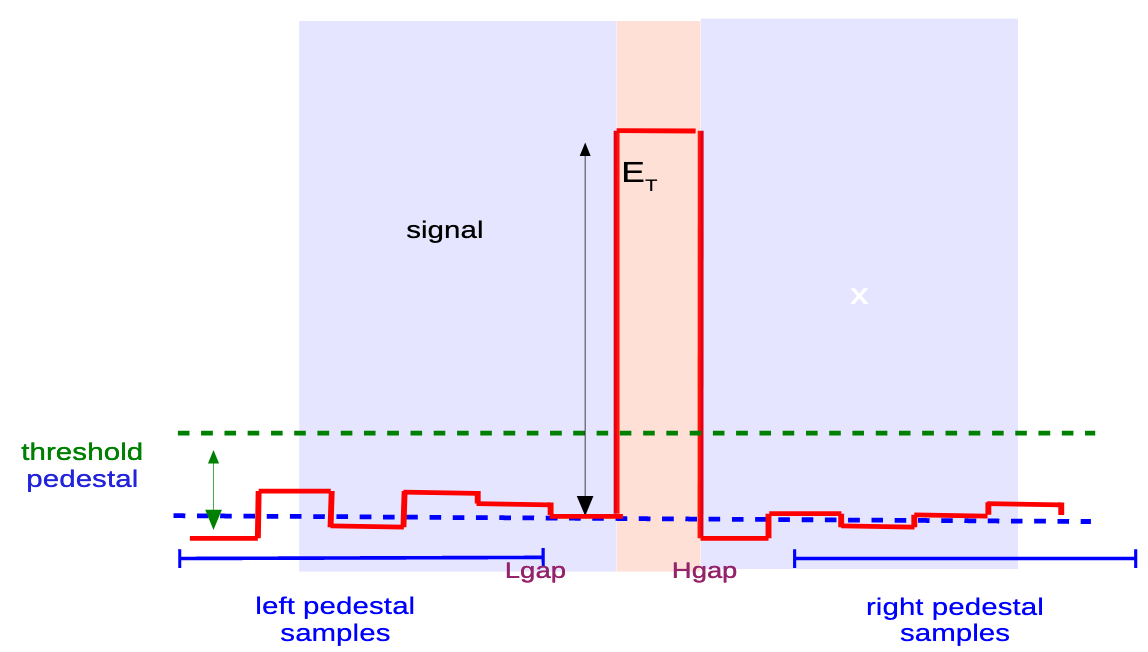 E_T
signal
x
threshold
pedestal
Lgap
Hgap
left pedestal
samples
right pedestal
samples